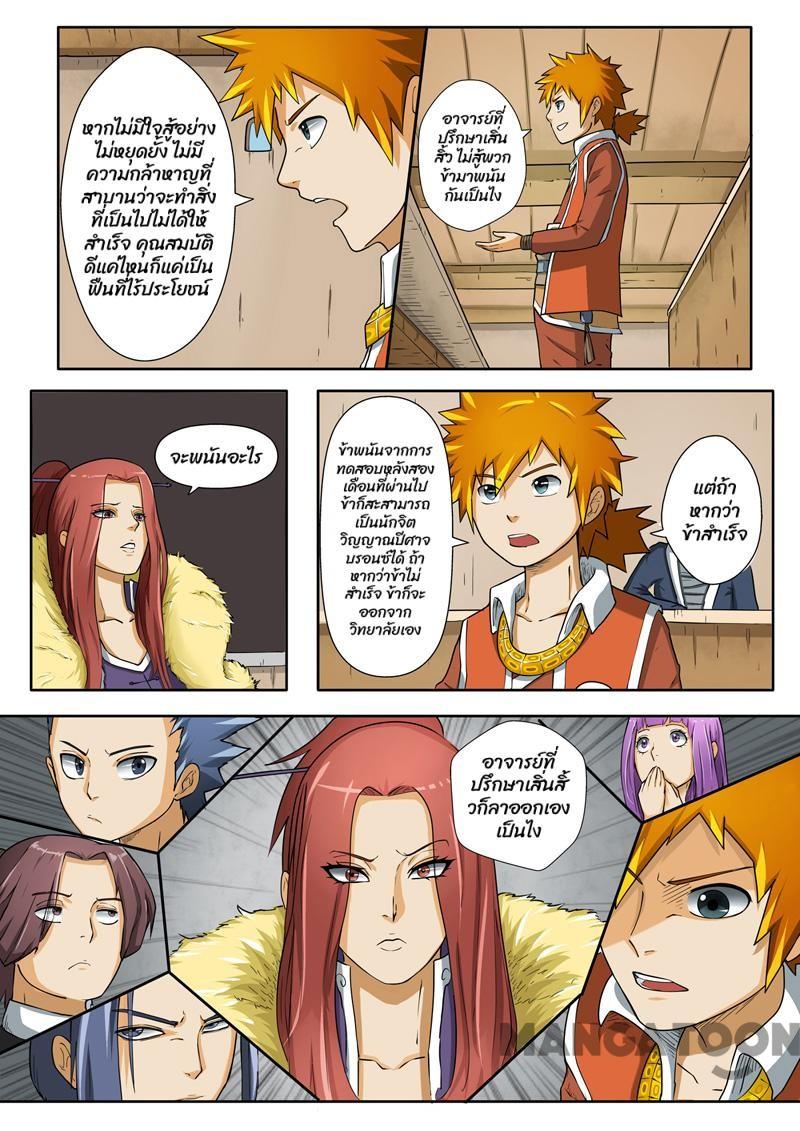 หากไม่มีใจสู้อย่าง
ไม่หยุดยั้ง ไม่มี
ความกล้าหาญที่
สาบานว่าจะทำสิ่ง
ที่เป็นไปไม่ได้ให้
สำเร็จ คุณสมบัติ
ดีแค่ไหนก็แค่เป็น
ฟืนที่ไร้ประโยชน์
อาจารย์ที่
ปรึกษาเสิ่น
สิ้ว ไม่สู้พวก
ข้ามาพนัน
กันเป็นไง
จะพนันอะไร
ข้าพนันจากการ
ทดสอบหลังสอง
เดือนที่ผ่านไป
ข้าก็สะสามารถ
เป็นนักจิต
วิญญาณปีศาจ
บรอนซ์ได้ ถ้า
หากว่าข้าไม่
สำเร็จ ข้าก็จะ
ออกจาก
วิทยาลัยเอง
แต่ถ้า
หากว่า
ข้าสำเร็จ
อาจารย์ที่
ปรึกษาเสิ่นสิ้
วก็ลาออกเอง
เป็นไง
MANGATOON